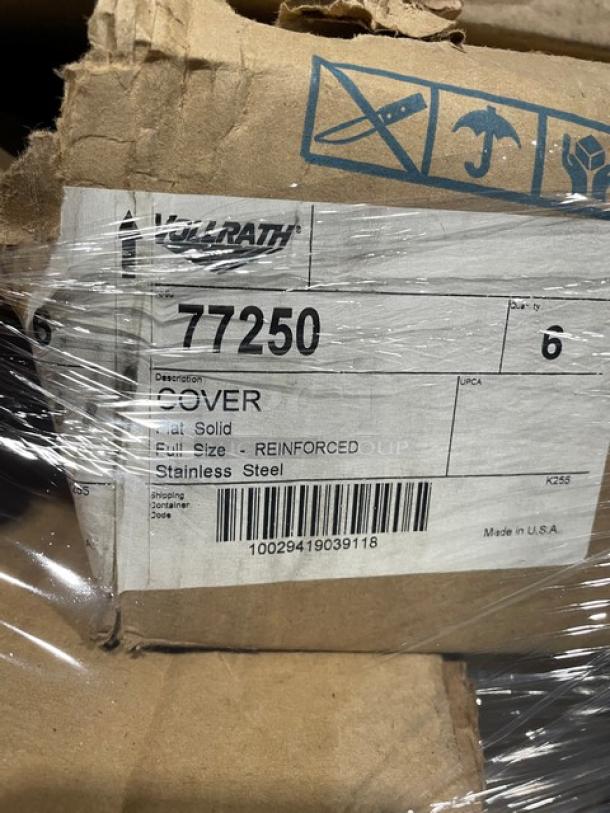 VOLLRATH®
77250
Quantity
6
6
Description
COVER
Flat Solid
Full Size - REINFORCED
Stainless Steel
UPCA
K255
Shipping
Container
Code
10029419039118
Made in U.S.A.